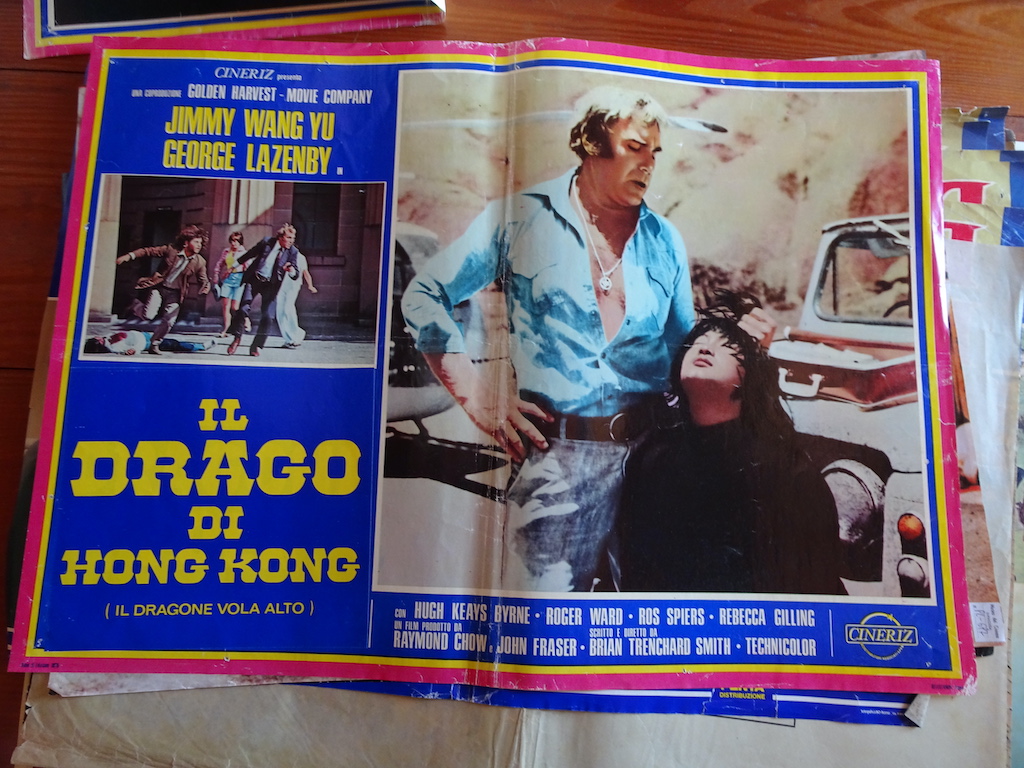 CINERIZ presenta
UNA COPRODUZIONE GOLDEN HARVEST - MOVIE COMPANY
JIMMY WANG YU
GEORGE LAZENBY IN
IL
DRAGO
DI
HONG KONG
( IL DRAGONE VOLA ALTO )
CON HUGH KEAYS BYRNE · ROGER WARD · ROS SPIERS · REBECCA GILLING
UN FILM PRODOTTO DA RAYMOND CHOW E JOHN FRASER · SCRITTO E DIRETTO DA BRIAN TRENCHARD SMITH · TECHNICOLOR
CINERIZ
DISTRIBUZIONE